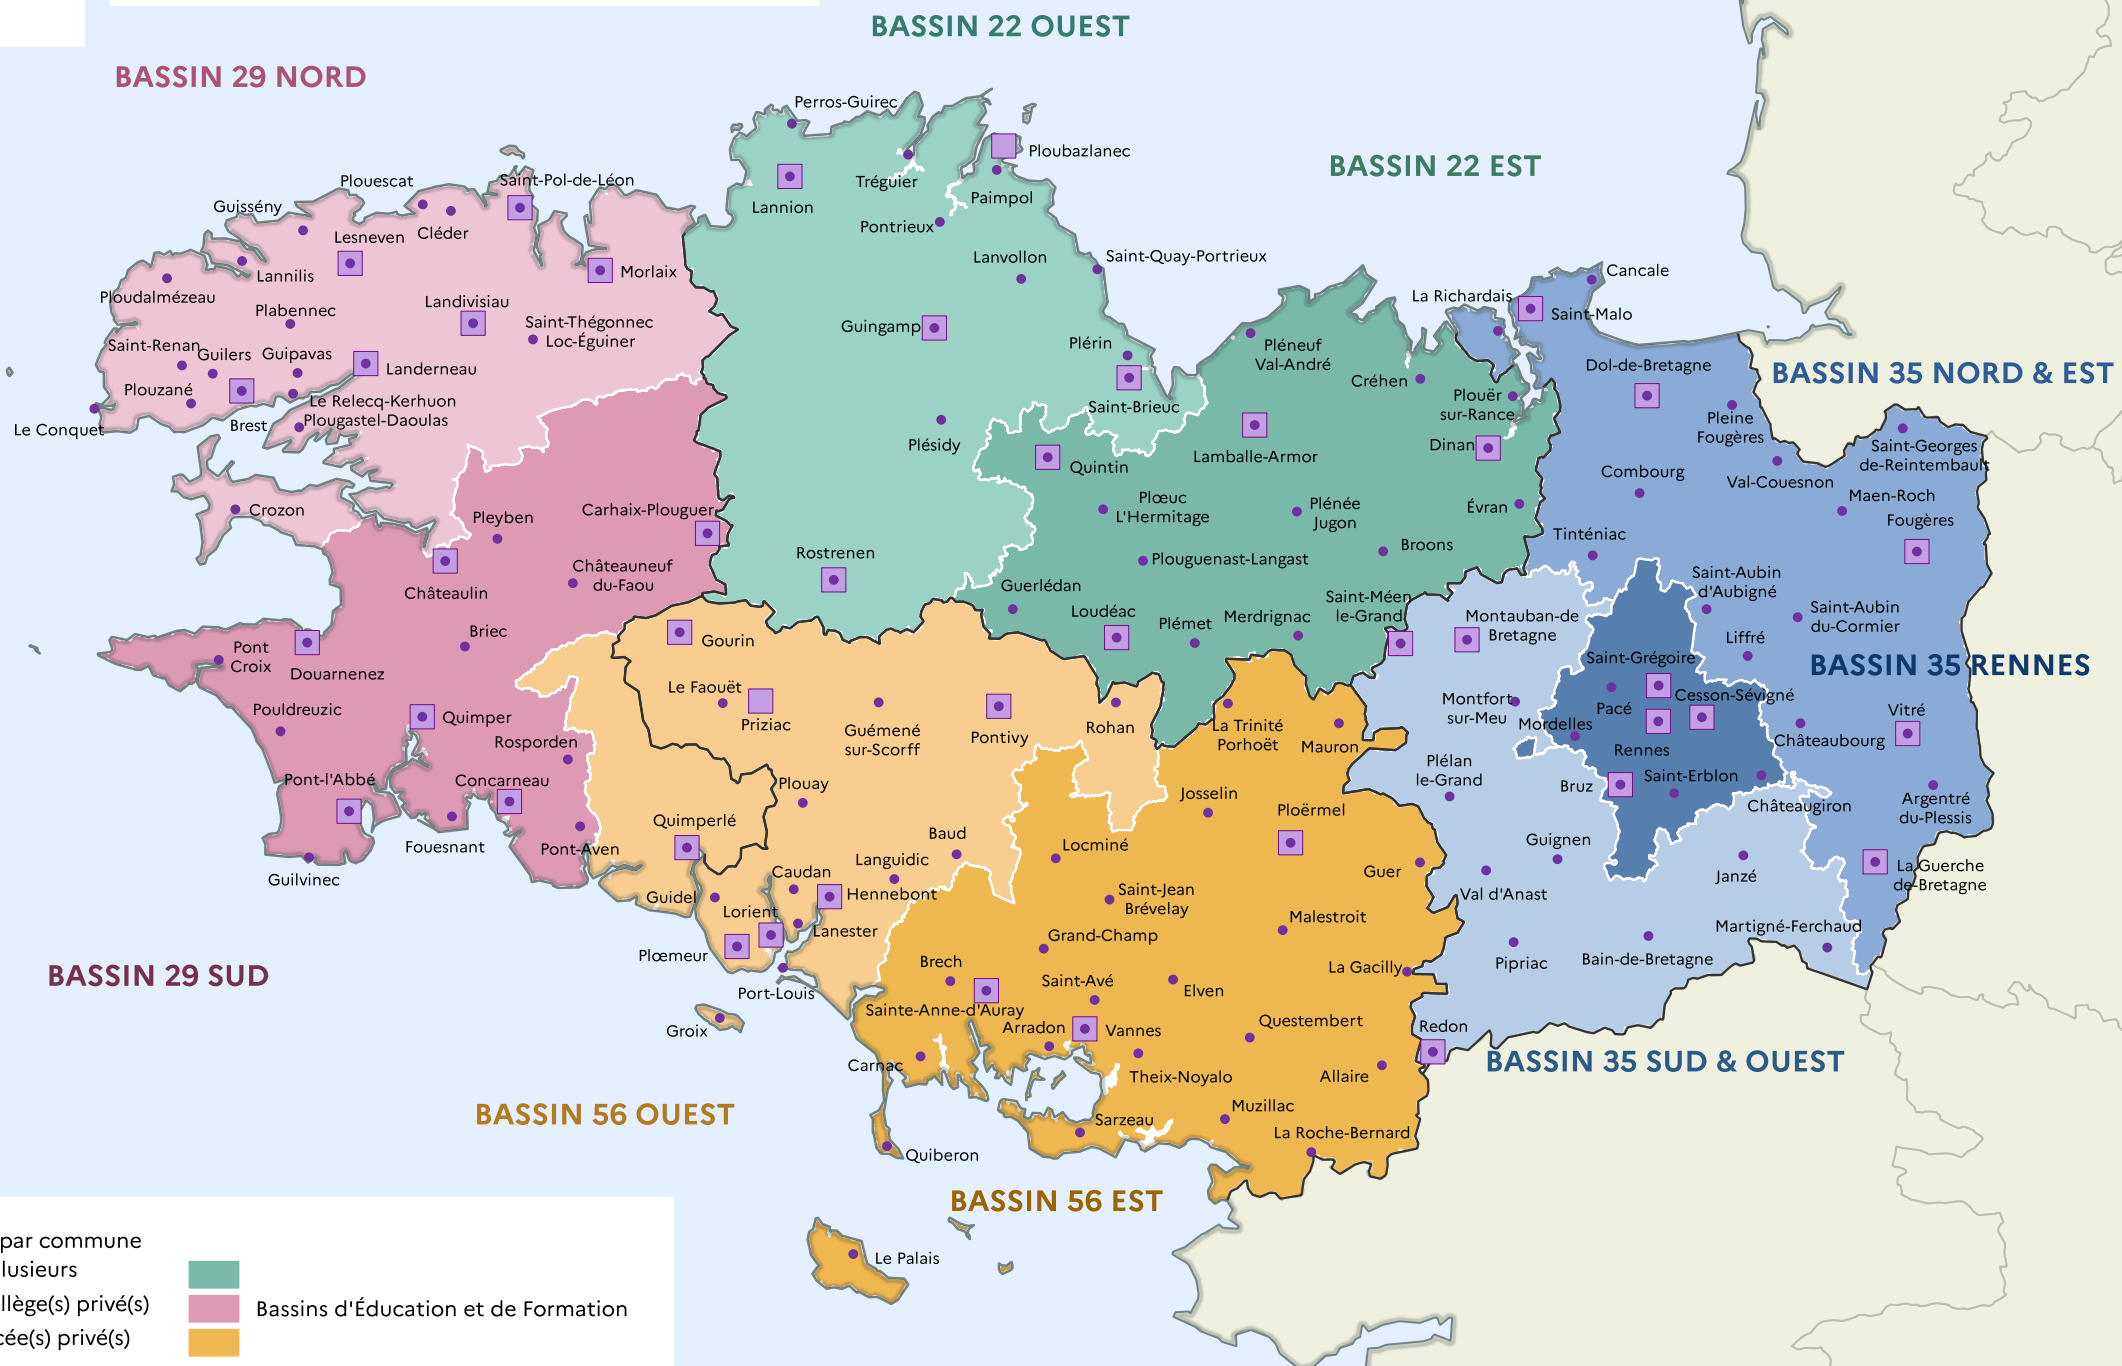 BASSIN 22 OUEST
BASSIN 29 NORD
Perros-Guirec
Ploubazlanec
BASSIN 22 EST
Plouescat
Saint-Pol-de-Léon
Tréguier
Paimpol
Guissény
Lannion
Lesneven
Cléder
Pontrieux
Lanvollon
Saint-Quay-Portrieux
Lannilis
Morlaix
Cancale
Ploudalmézeau
Landivisiau
La Richardais
Saint-Malo
Plabennec
Saint-Thégonnec
Loc-Éguiner
Guingamp
Plérin
Pléneuf
Val-André
Saint-Renan
Guilers
Guipavas
Landerneau
Créhen
Dol-de-Bretagne
BASSIN 35 NORD & EST
Plouzané
Le Relecq-Kerhuon
Plougastel-Daoulas
Saint-Brieuc
Plouër
sur-Rance
Pleine
Fougères
Le Conquet
Brest
Plésidy
Lamballe-Armor
Dinan
Saint-Georges
de-Reintembault
Quintin
Combourg
Val-Couesnon
Crozon
Pleyben
Carhaix-Plouguer
Plœuc
L'Hermitage
Plénée
Jugon
Évran
Maen-Roch
Fougères
Tinténiac
Rostrenen
Plouguenast-Langast
Broons
Châteaulin
Châteauneuf
du-Faou
Guerlédan
Saint-Aubin
d'Aubigné
Loudéac
Plémet
Merdrignac
Saint-Méen
le-Grand
Montauban-de
Bretagne
Saint-Aubin
du-Cormier
Briec
Gourin
Liffré
Pont
Croix
Douarnenez
Saint-Grégoire
BASSIN 35 RENNES
Le Faouët
Priziac
Cesson-Sévigné
Pouldreuzic
Quimper
Guémené
sur-Scorff
Pontivy
Rohan
La Trinité
Porhoët
Mauron
Montfort
sur-Meu
Mordelles
Pacé
Vitré
Rosporden
Rennes
Châteaubourg
Pont-l'Abbé
Concarneau
Plouay
Josselin
Plélan
le-Grand
Bruz
Saint-Erblon
Châteaugiron
Argentré
du-Plessis
Quimperlé
Ploërmel
Fouesnant
Pont-Aven
Baud
Locminé
Guignen
Guilvinec
Languidic
Caudan
Hennebont
Guer
Val d'Anast
Janzé
La Guerche
de-Bretagne
Guidel
Lorient
Lanester
Saint-Jean
Brévelay
Malestroit
Martigné-Ferchaud
Plœmeur
Grand-Champ
BASSIN 29 SUD
Brech
La Gacilly
Pipriac
Bain-de-Bretagne
Port-Louis
Saint-Avé
Elven
Sainte-Anne-d'Auray
Groix
Arradon
Vannes
Questembert
Redon
Carnac
Theix-Noyalo
Allaire
BASSIN 35 SUD & OUEST
BASSIN 56 OUEST
Sarzeau
Muzillac
La Roche-Bernard
Quiberon
BASSIN 56 EST
Le Palais
par commune
lusieurs
llège(s) privé(s)
Bassins d'Éducation et de Formation
cée(s) privé(s)